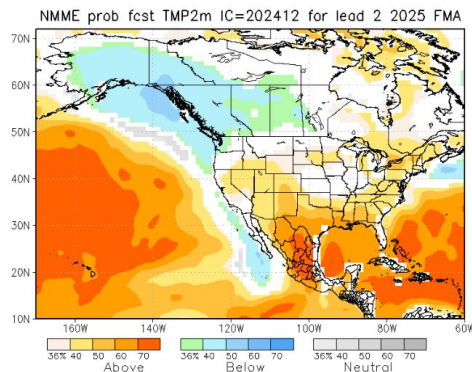 NMME prob fcst TMP2m IC=202412 for lead 2 2025 FMA
70N
60N
50N
40N
30N
20N
10N
160W 140W 120W 100W 80W 60W
36% 40 50 60 70 36% 40 50 60 70 36% 40 50 60 70
Above Below Neutral